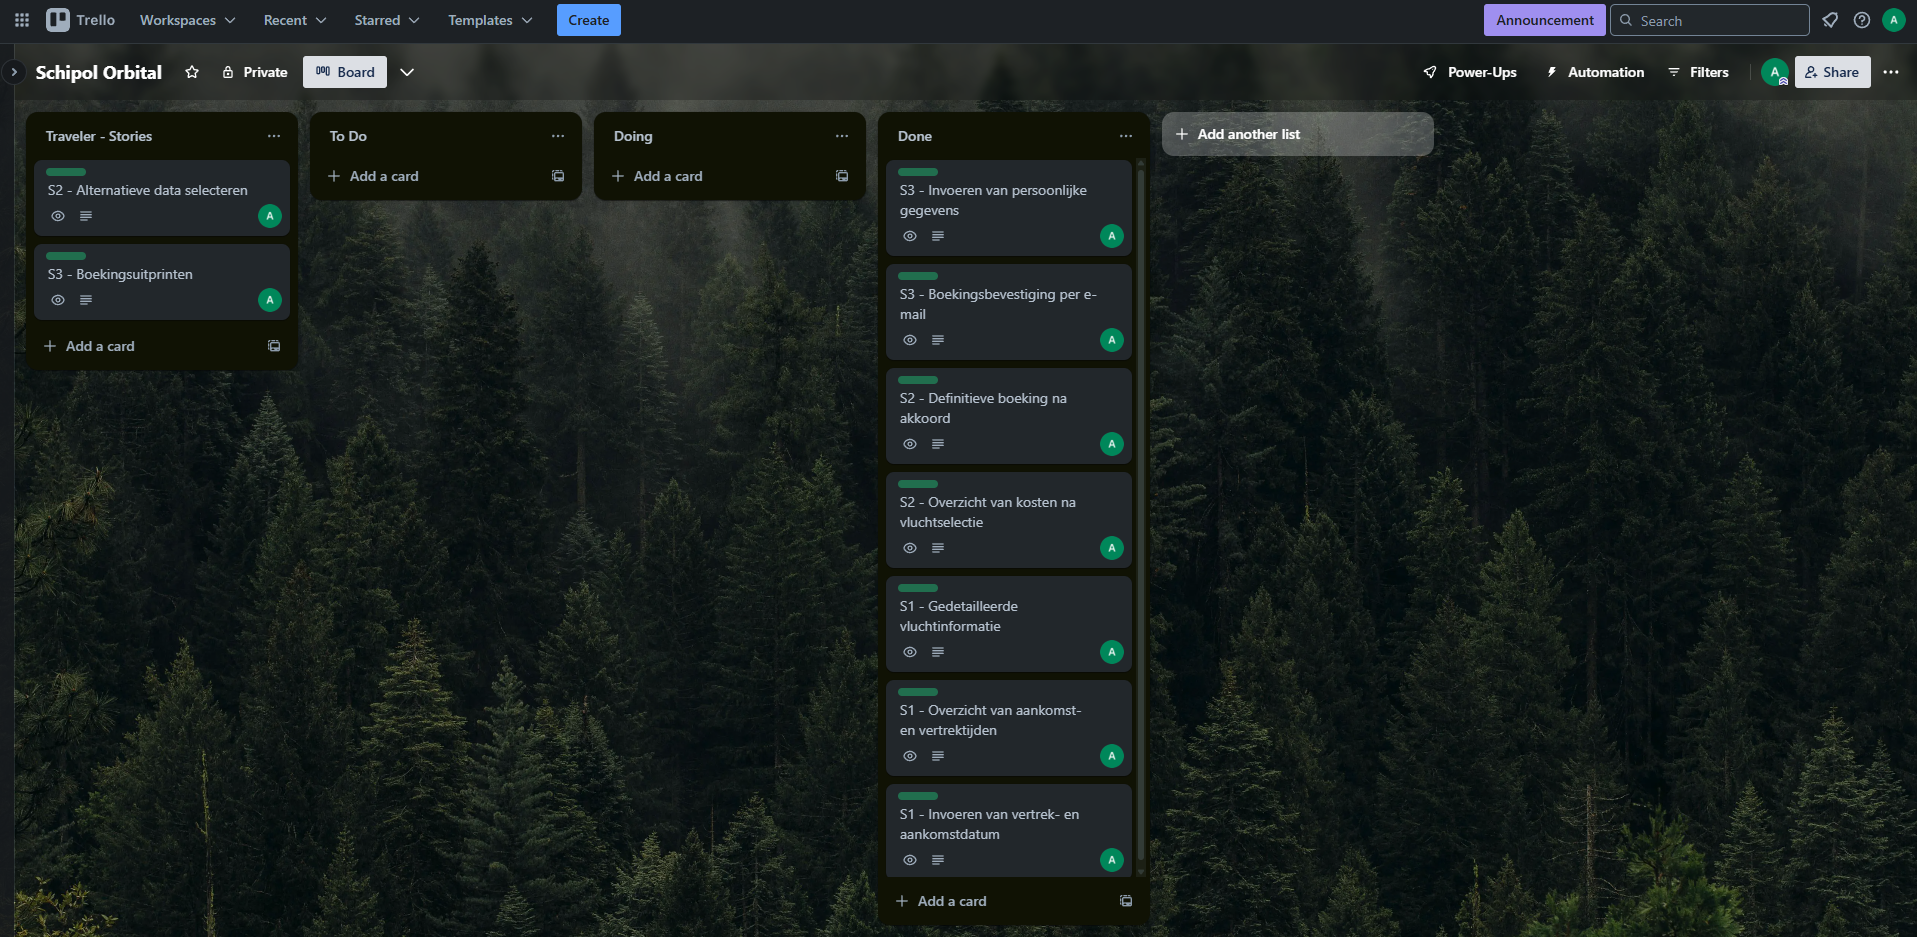 Trello
Workspaces
Recent
Starred
Templates
Create
Announcement
Search
A
Schipol Orbital
Private
Board
Power-Ups
Automation
Filters
A
Share
Traveler - Stories
S2 - Alternatieve data selecteren
A
S3 - Boekingsuitprinten
A
Add a card
To Do
Add a card
Doing
Add a card
Done
S3 - Invoeren van persoonlijke
gegevens
A
S3 - Boekingsbevestiging per e-
mail
A
S2 - Definitieve boeking na
akkoord
A
S2 - Overzicht van kosten na
vluchtselectie
A
S1 - Gedetailleerde
vluchtinformatie
A
S1 - Overzicht van aankomst-
en vertrektijden
A
S1 - Invoeren van vertrek- en
aankomstdatum
A
Add a card
Add another list